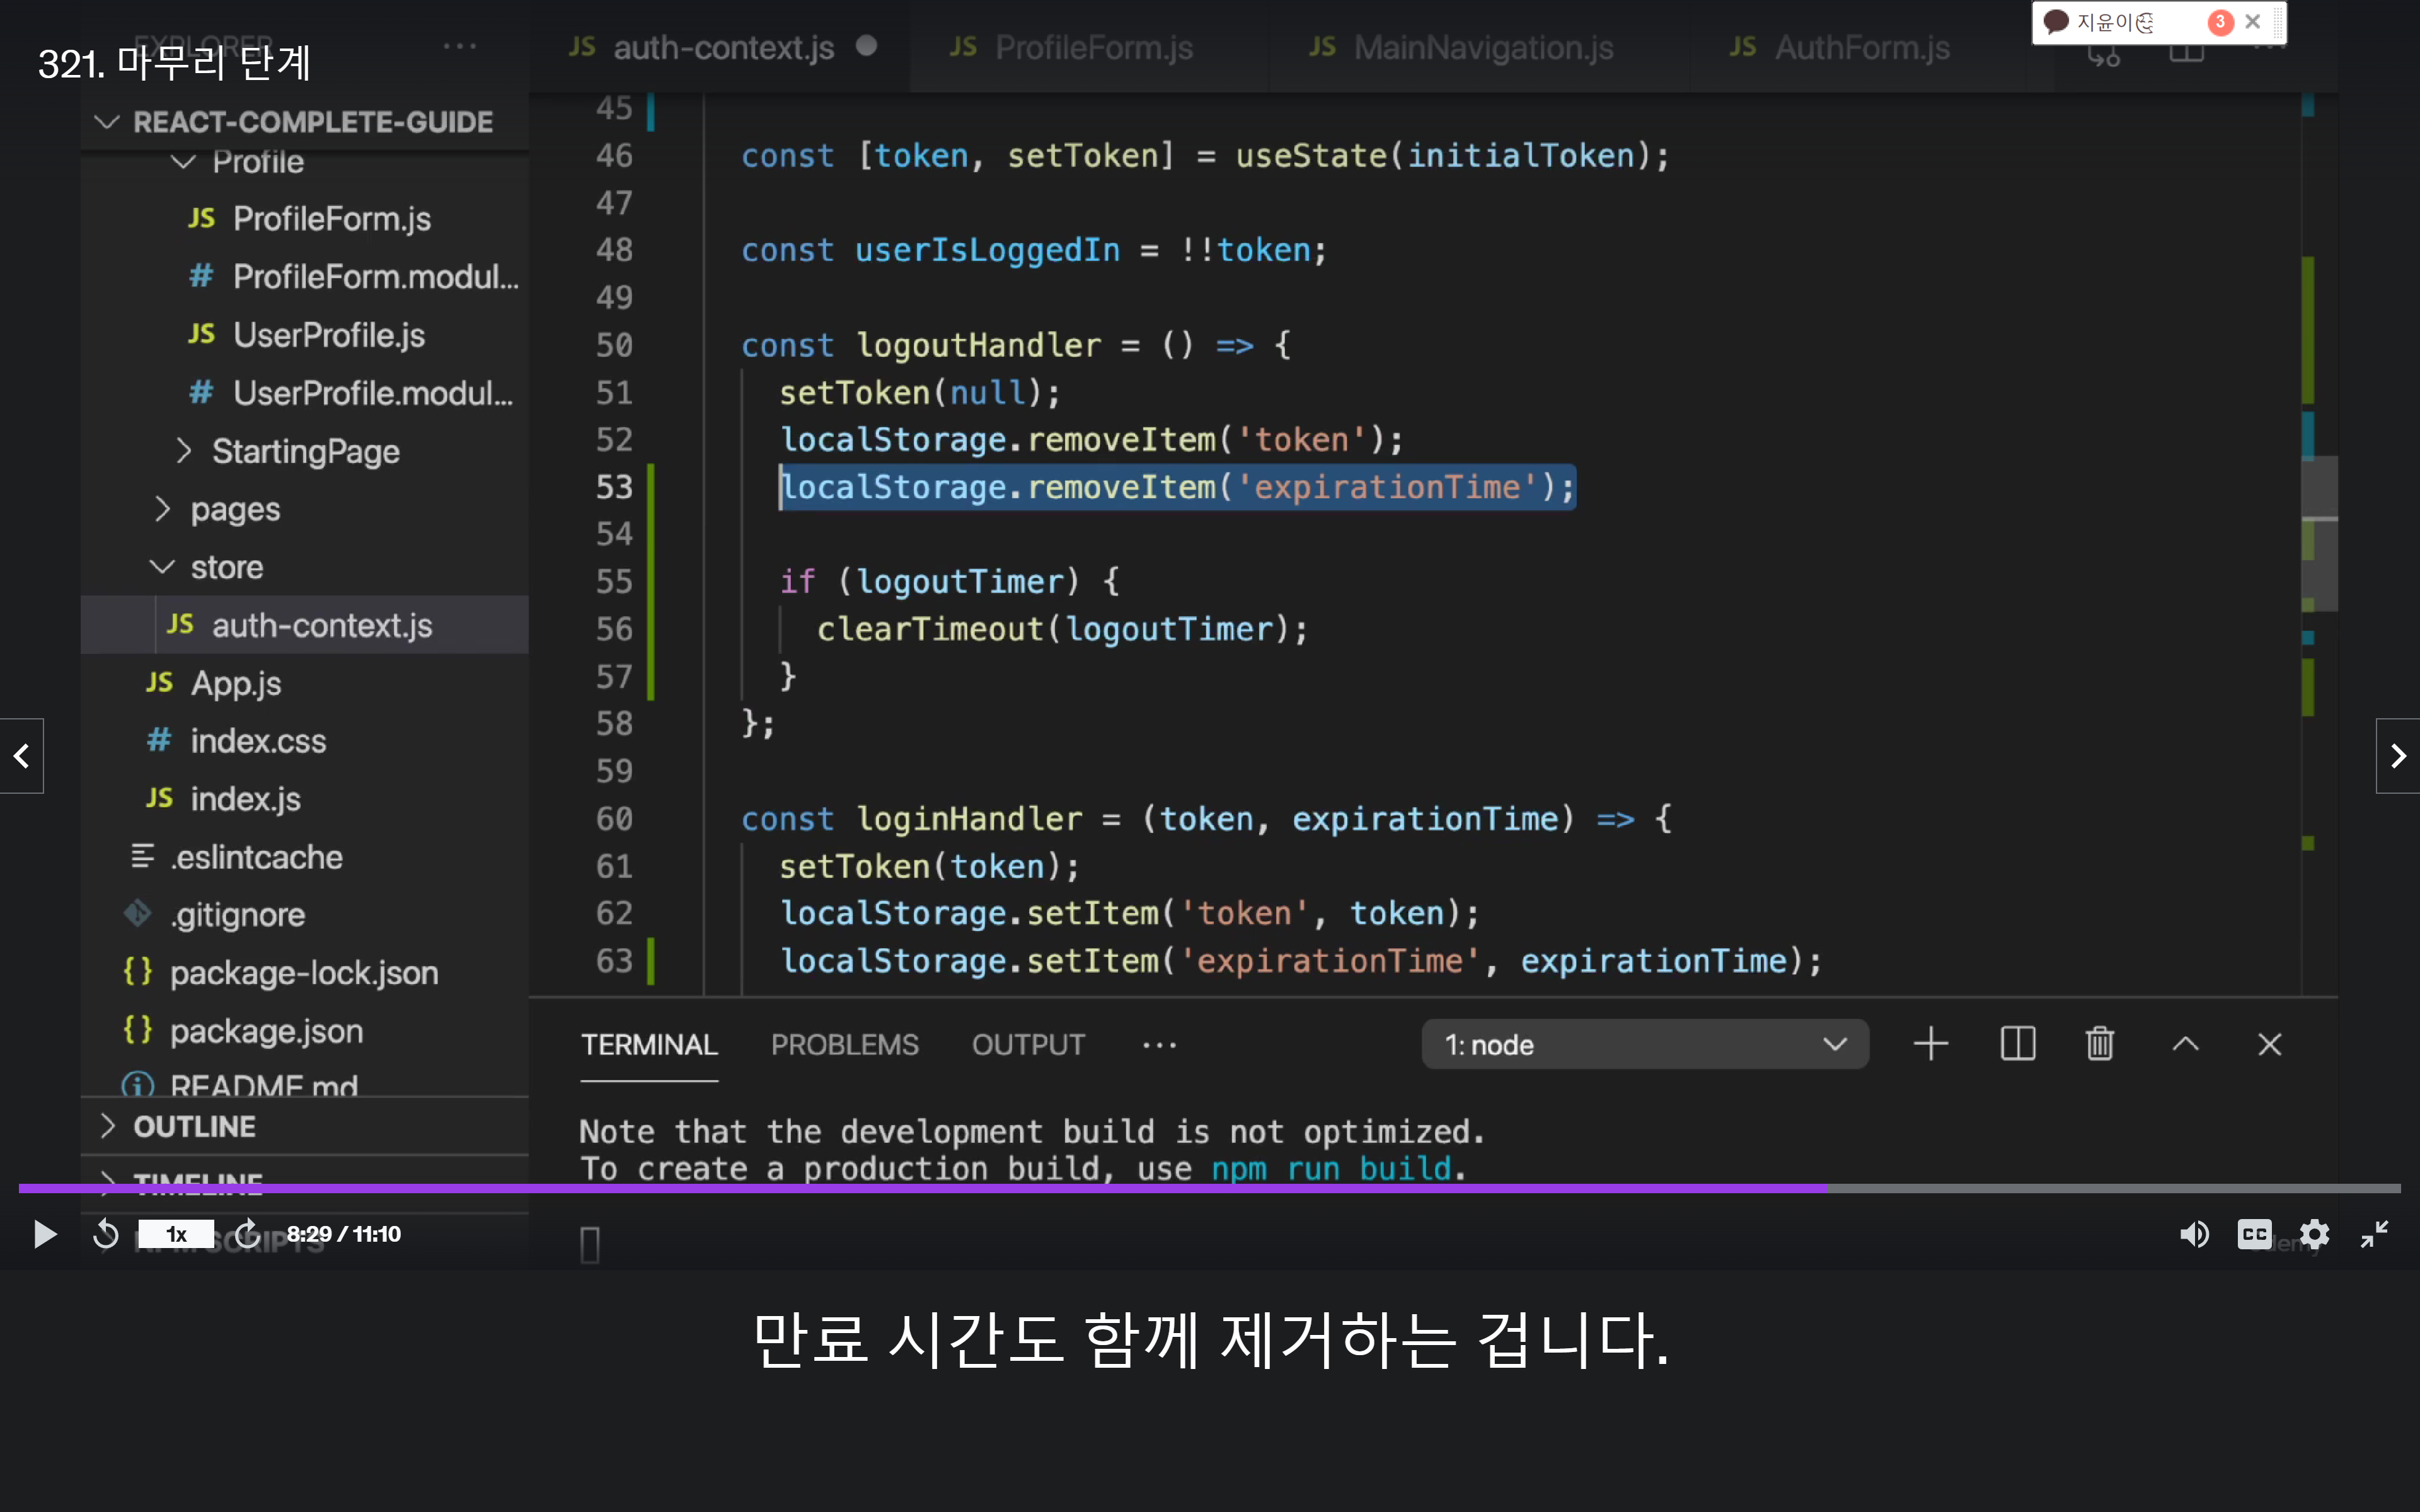 지윤이
3
EXPLORER
321. 마무리 단계
JS auth-context.js
JS ProfileForm.js
JS MainNavigation.js
JS AuthForm.js
REACT-COMPLETE-GUIDE
Profile
JS ProfileForm.js
# ProfileForm.modul...
JS UserProfile.js
# UserProfile.modul...
StartingPage
pages
store
JS auth-context.js
JS App.js
# index.css
JS index.js
.eslintcache
.gitignore
{} package-lock.json
{} package.json
README.md
OUTLINE
TIMELINE
NPM SCRIPTS
45
46 const [token, setToken] = useState(initialToken);
47
48 const userIsLoggedIn = !!token;
49
50 const logoutHandler = () => {
51 setToken(null);
52 localStorage.removeItem('token');
53 localStorage.removeItem('expirationTime');
54
55 if (logoutTimer) {
56 clearTimeout(logoutTimer);
57 }
58 };
59
60 const loginHandler = (token, expirationTime) => {
61 setToken(token);
62 localStorage.setItem('token', token);
63 localStorage.setItem('expirationTime', expirationTime);
TERMINAL PROBLEMS OUTPUT ... 1: node
Note that the development build is not optimized.
To create a production build, use npm run build.
1x 8:29 / 11:10
CC
만료 시간도 함께 제거하는 겁니다.